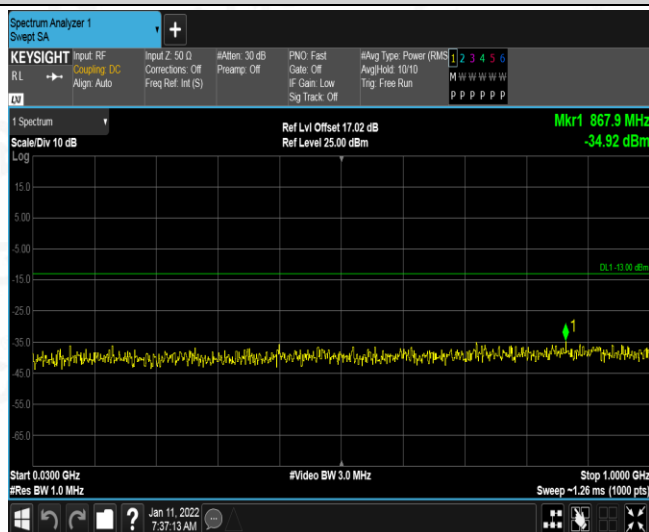 Spectrum Analyzer 1
Swept SA
+
KEYSIGHT
RL
LXI
Input: RF
Coupling: DC
Align: Auto
Input Z: 50 Ω
Corrections: Off
Freq Ref: Int (S)
#Atten: 30 dB
Preamp: Off
PNO: Fast
Gate: Off
IF Gain: Low
Sig Track: Off
#Avg Type: Power (RMS
Avg|Hold: 10/10
Trig: Free Run
1 2 3 4 5 6
M W W W W W
P P P P P P
1 Spectrum
Scale/Div 10 dB
Log
Ref Lvl Offset 17.02 dB
Ref Level 25.00 dBm
Mkr1 867.9 MHz
-34.92 dBm
15.0
5.00
-5.00
-15.0
-25.0
-35.0
-45.0
-55.0
-65.0
DL1 -13.00 dBm
1
Start 0.0300 GHz
#Res BW 1.0 MHz
#Video BW 3.0 MHz
Stop 1.0000 GHz
Sweep ~1.26 ms (1000 pts)
?
Jan 11, 2022
7:37:13 AM